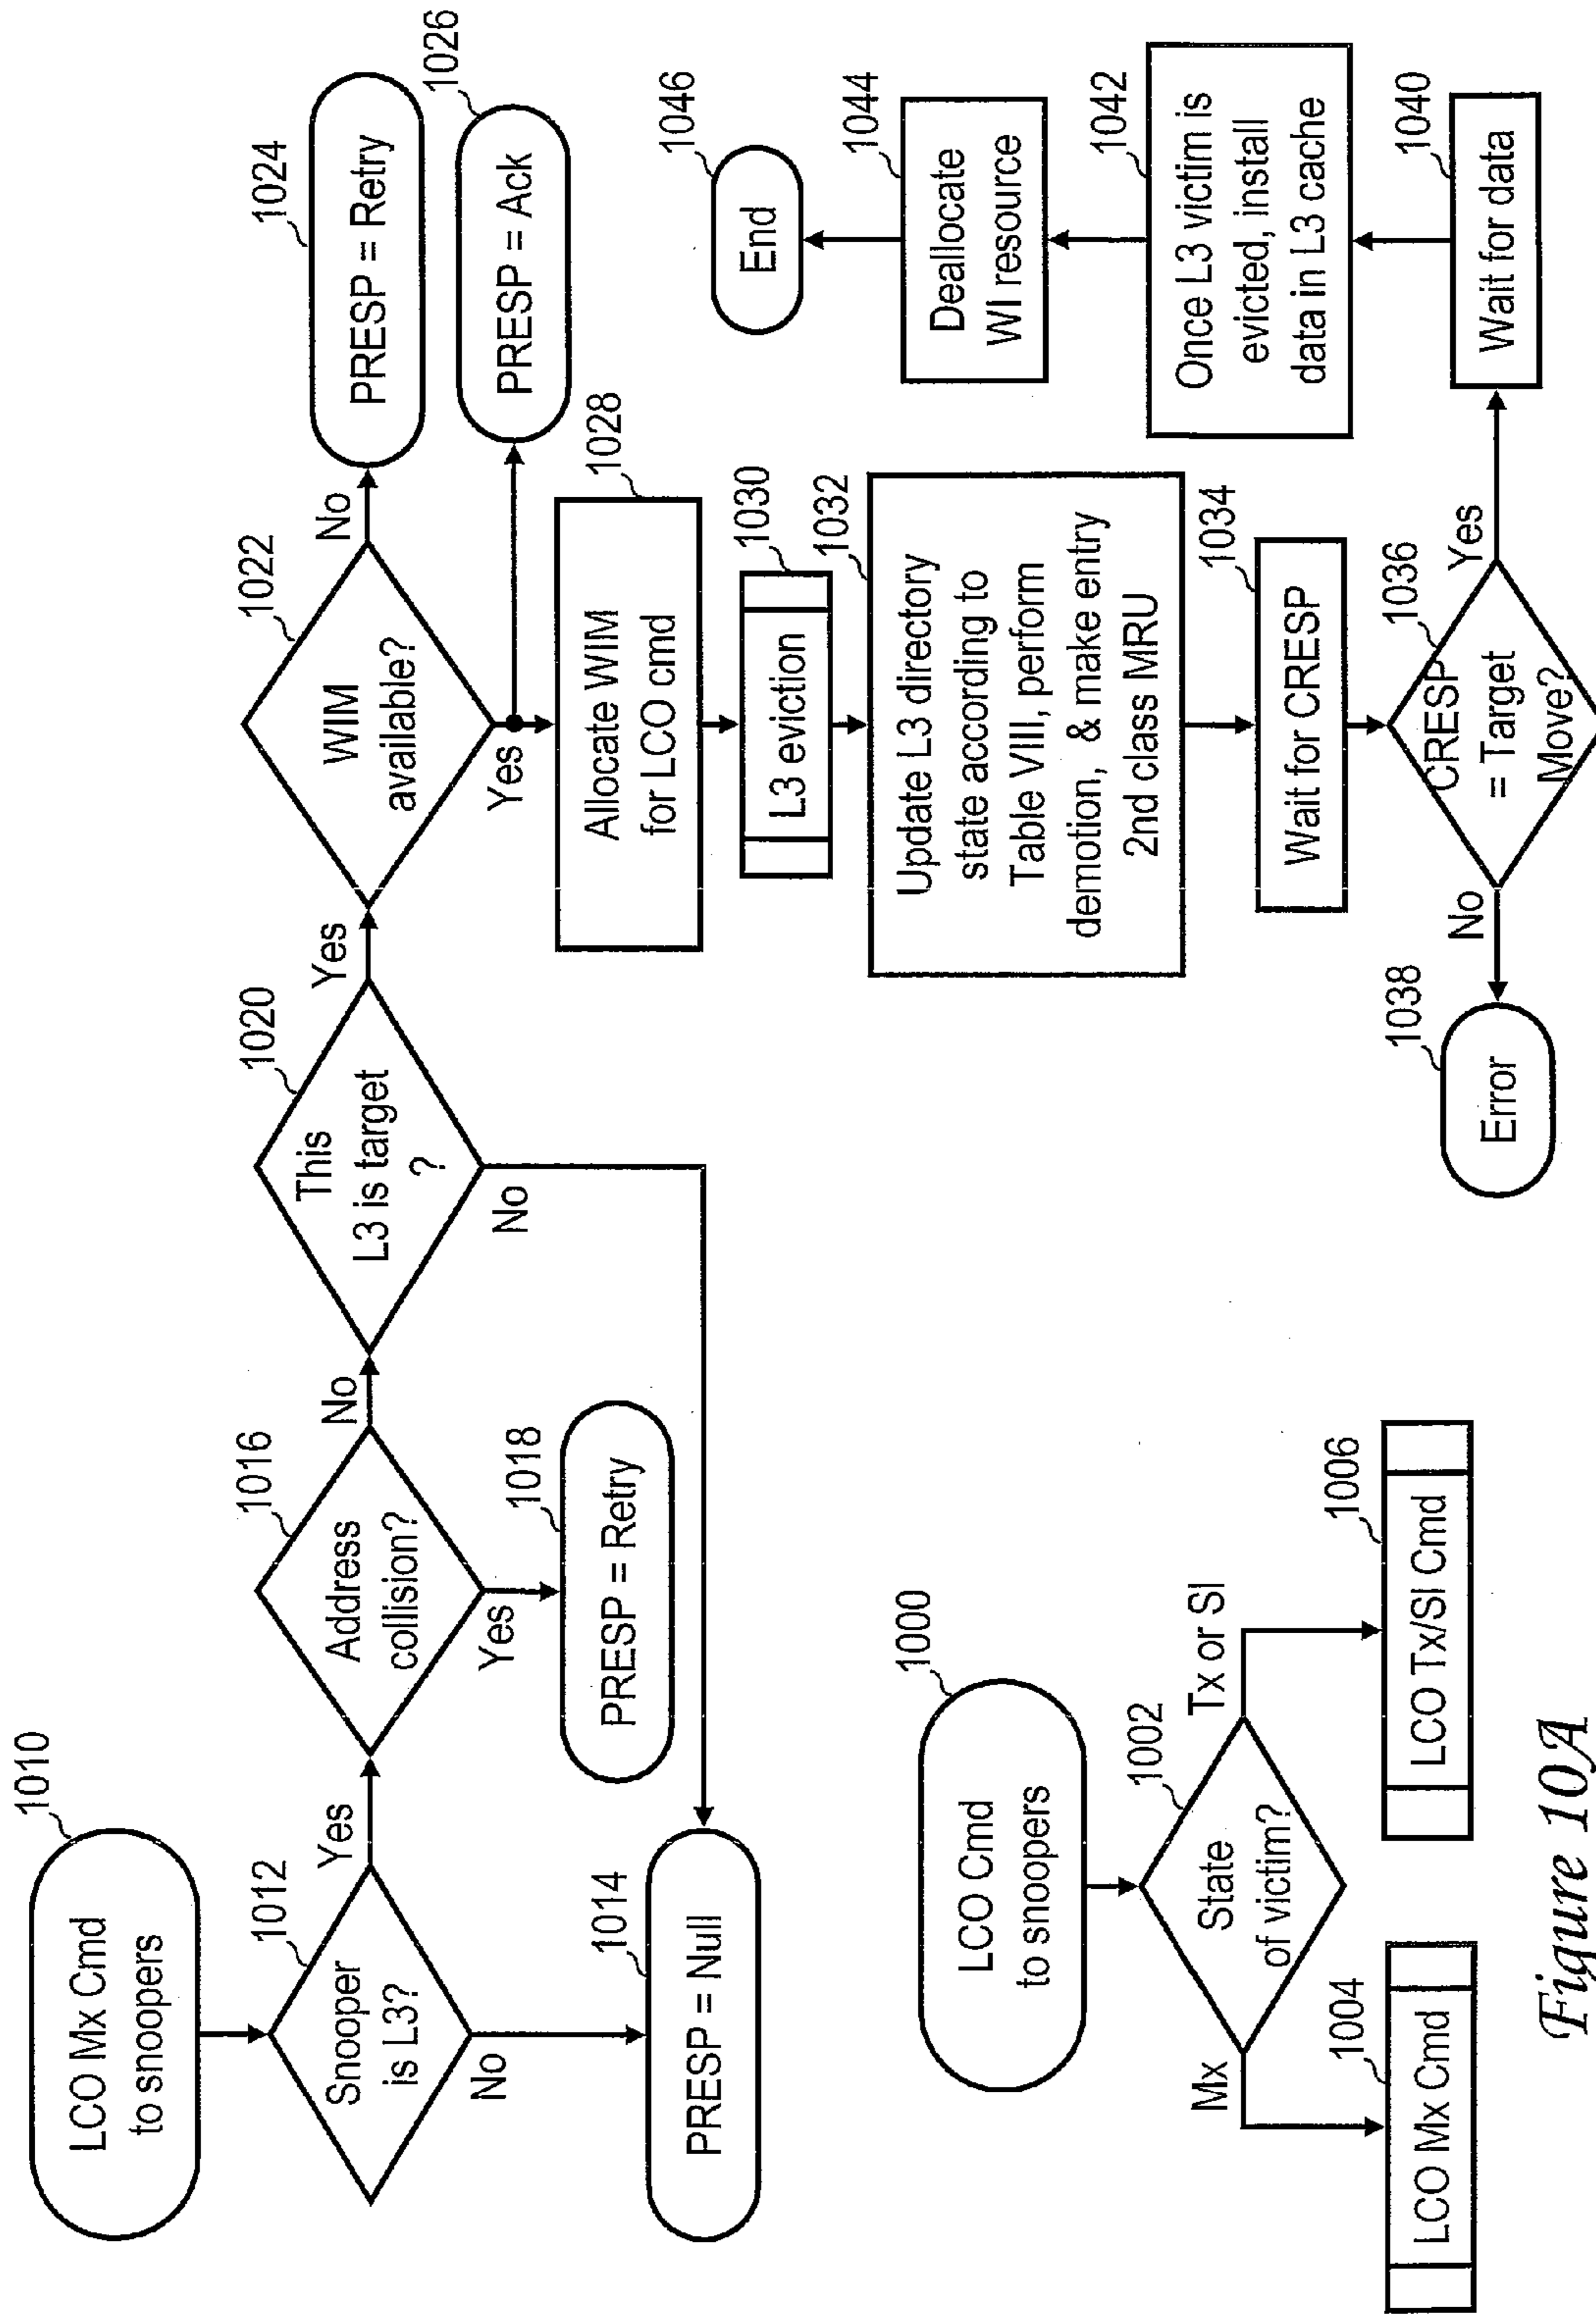 1010
LCO Mx Cmd
to snoopers
1012
Snooper
is L3?
Yes
No
1014
PRESP = Null
1016
Address
collision?
No
Yes
1018
PRESP = Retry
1020
This
L3 is target
?
Yes
No
1022
WIM
available?
No
Yes
1024
PRESP = Retry
1026
PRESP = Ack
1028
Allocate WIM
for LCO cmd
1030
L3 eviction
1032
Update L3 directory
state according to
Table VIII, perform
demotion, & make entry
2nd class MRU
1034
Wait for CRESP
1036
CRESP
= Target
Move?
No
Yes
1038
Error
1040
Wait for data
1042
Once L3 victim is
evicted, install
data in L3 cache
1044
Deallocate
WI resource
1046
End
1000
LCO Cmd
to snoopers
1002
State
of victim?
Mx
Tx or SI
1004
LCO Mx Cmd
1006
LCO Tx/SI Cmd
Figure 10A